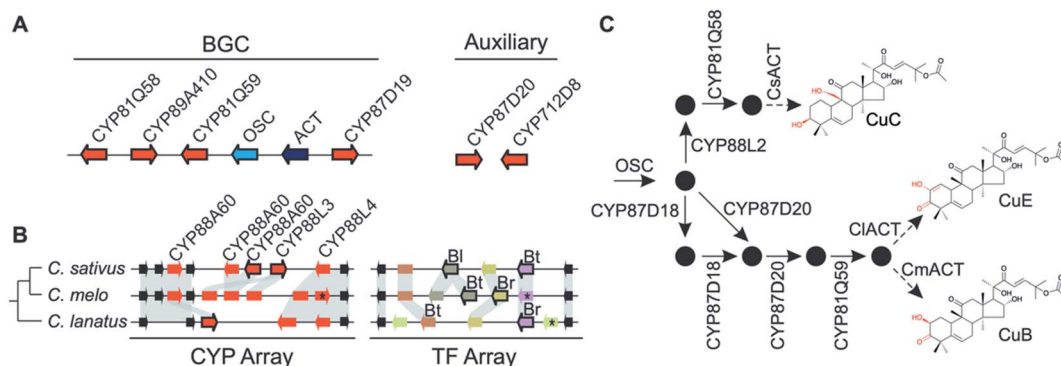 A
BGC
Auxiliary
CYP81Q58
CYP89A410
CYP81Q59
OSC
ACT
CYP87D19
CYP87D20
CYP712D8
B
CYP88A60
CYP88A60
CYP88A60
CYP88L3
CYP88L4
C. sativus
C. melo
C. lanatus
*
CYP Array
Bl
Bt
Bt
Br
*
Bt
Br
*
TF Array
C
CYP81Q58
CsACT
CuC
CYP88L2
OSC
CYP87D18
CYP87D20
CYP87D18
CYP87D20
CYP81Q59
ClACT
CuE
CmACT
CuB